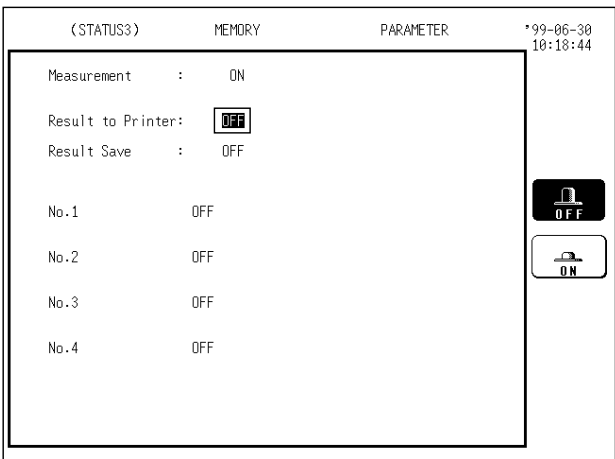 (STATUS3) MEMORY PARAMETER '99-06-30
10:18:44
Measurement : ON
Result to Printer: OFF
Result Save : OFF
No.1 OFF
No.2 OFF
No.3 OFF
No.4 OFF
OFF
ON